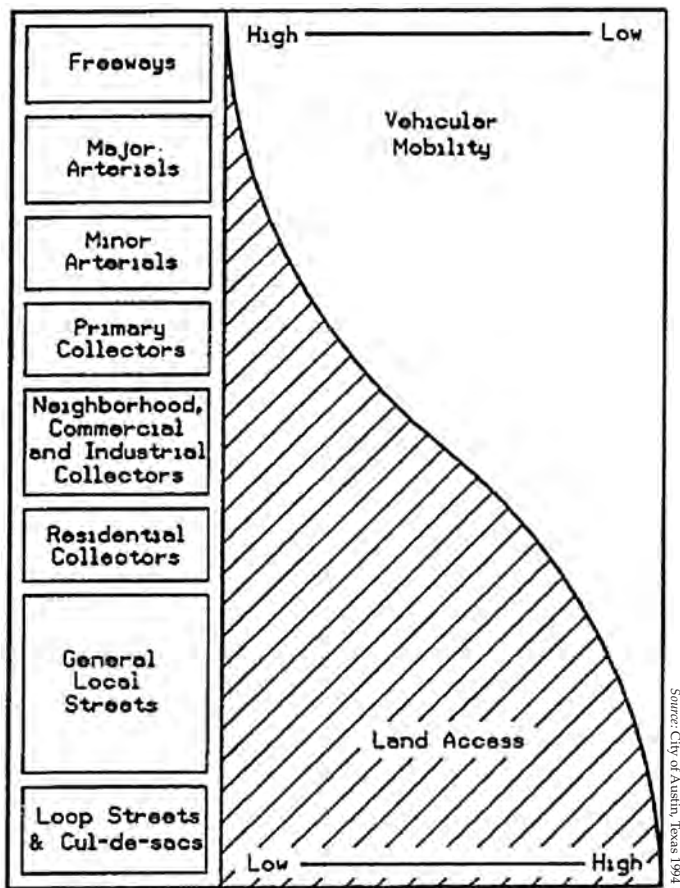 Freeways
Major
Arterials
Minor
Arterials
Primary
Collectors
Neighborhood,
Commercial
and Industrial
Collectors
Residential
Collectors
General
Local
Streets
Loop Streets
& Cul-de-sacs
High Low
Vehicular
Mobility
Land Access
Low High
Source: City of Austin, Texas 1994